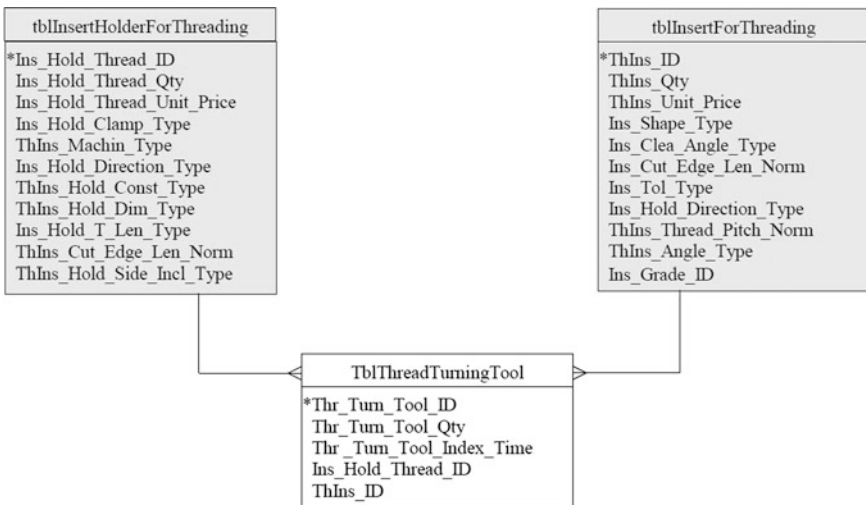 tblInsertHolderForThreading
*Ins_Hold_Thread_ID
Ins_Hold_Thread_Qty
Ins_Hold_Thread_Unit_Price
Ins_Hold_Clamp_Type
ThIns_Machin_Type
Ins_Hold_Direction_Type
ThIns_Hold_Const_Type
ThIns_Hold_Dim_Type
Ins_Hold_T_Len_Type
ThIns_Cut_Edge_Len_Norm
ThIns_Hold_Side_Incl_Type
tblInsertForThreading
*ThIns_ID
ThIns_Qty
ThIns_Unit_Price
Ins_Shape_Type
Ins_Clea_Angle_Type
Ins_Cut_Edge_Len_Norm
Ins_Tol_Type
Ins_Hold_Direction_Type
ThIns_Thread_Pitch_Norm
ThIns_Angle_Type
Ins_Grade_ID
TblThreadTurningTool
*Thr_Turn_Tool_ID
Thr_Turn_Tool_Qty
Thr _Turn_Tool_Index_Time
Ins_Hold_Thread_ID
ThIns_ID